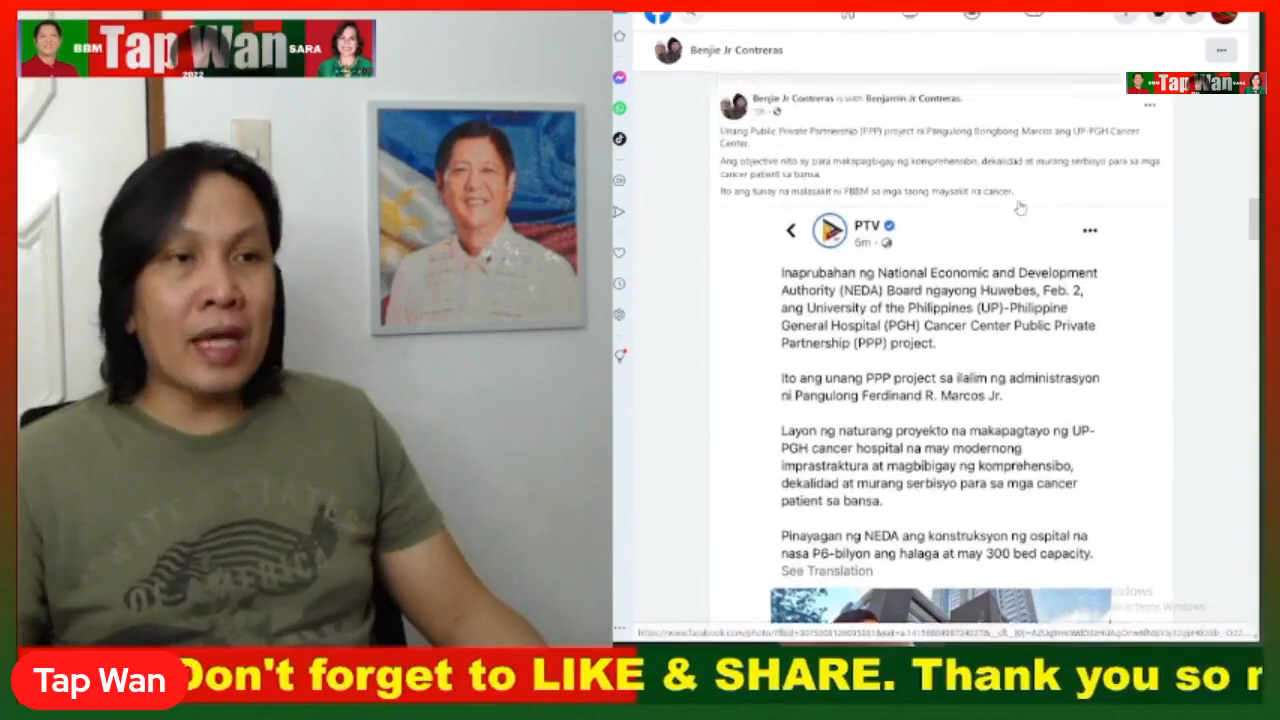 BBM Tap Wan SARA
2022
Benjie Jr Contreras
BBM Tap Wan SARA
Benjie Jr Contreras is with Benjamin Jr Contreras.
Unang Public Private Partnership (PPP) project ni Pangulong Bongbong Marcos ang UP-PGH Cancer
Center.
Ang objective nito ay para makapagbigay ng komprehensibo, dekalidad at murang serbisyo para sa mga
cancer patient sa bansa.
Ito ang tunay na malasakit ni PBBM sa mga taong maysakit na cancer.
PTV
6m
Inaprubahan ng National Economic and Development
Authority (NEDA) Board ngayong Huwebes, Feb. 2,
ang University of the Philippines (UP)-Philippine
General Hospital (PGH) Cancer Center Public Private
Partnership (PPP) project.
Ito ang unang PPP project sa ilalim ng administrasyon
ni Pangulong Ferdinand R. Marcos Jr.
Layon ng naturang proyekto na makapagtayo ng UP-
PGH cancer hospital na may modernong
imprastraktura at magbibigay ng komprehensibo,
dekalidad at murang serbisyo para sa mga cancer
patient sa bansa.
Pinayagan ng NEDA ang konstruksyon ng ospital na
nasa P6-bilyon ang halaga at may 300 bed capacity.
See Translation
activate Windows
Tap Wan
Don't forget to LIKE & SHARE. Thank you so